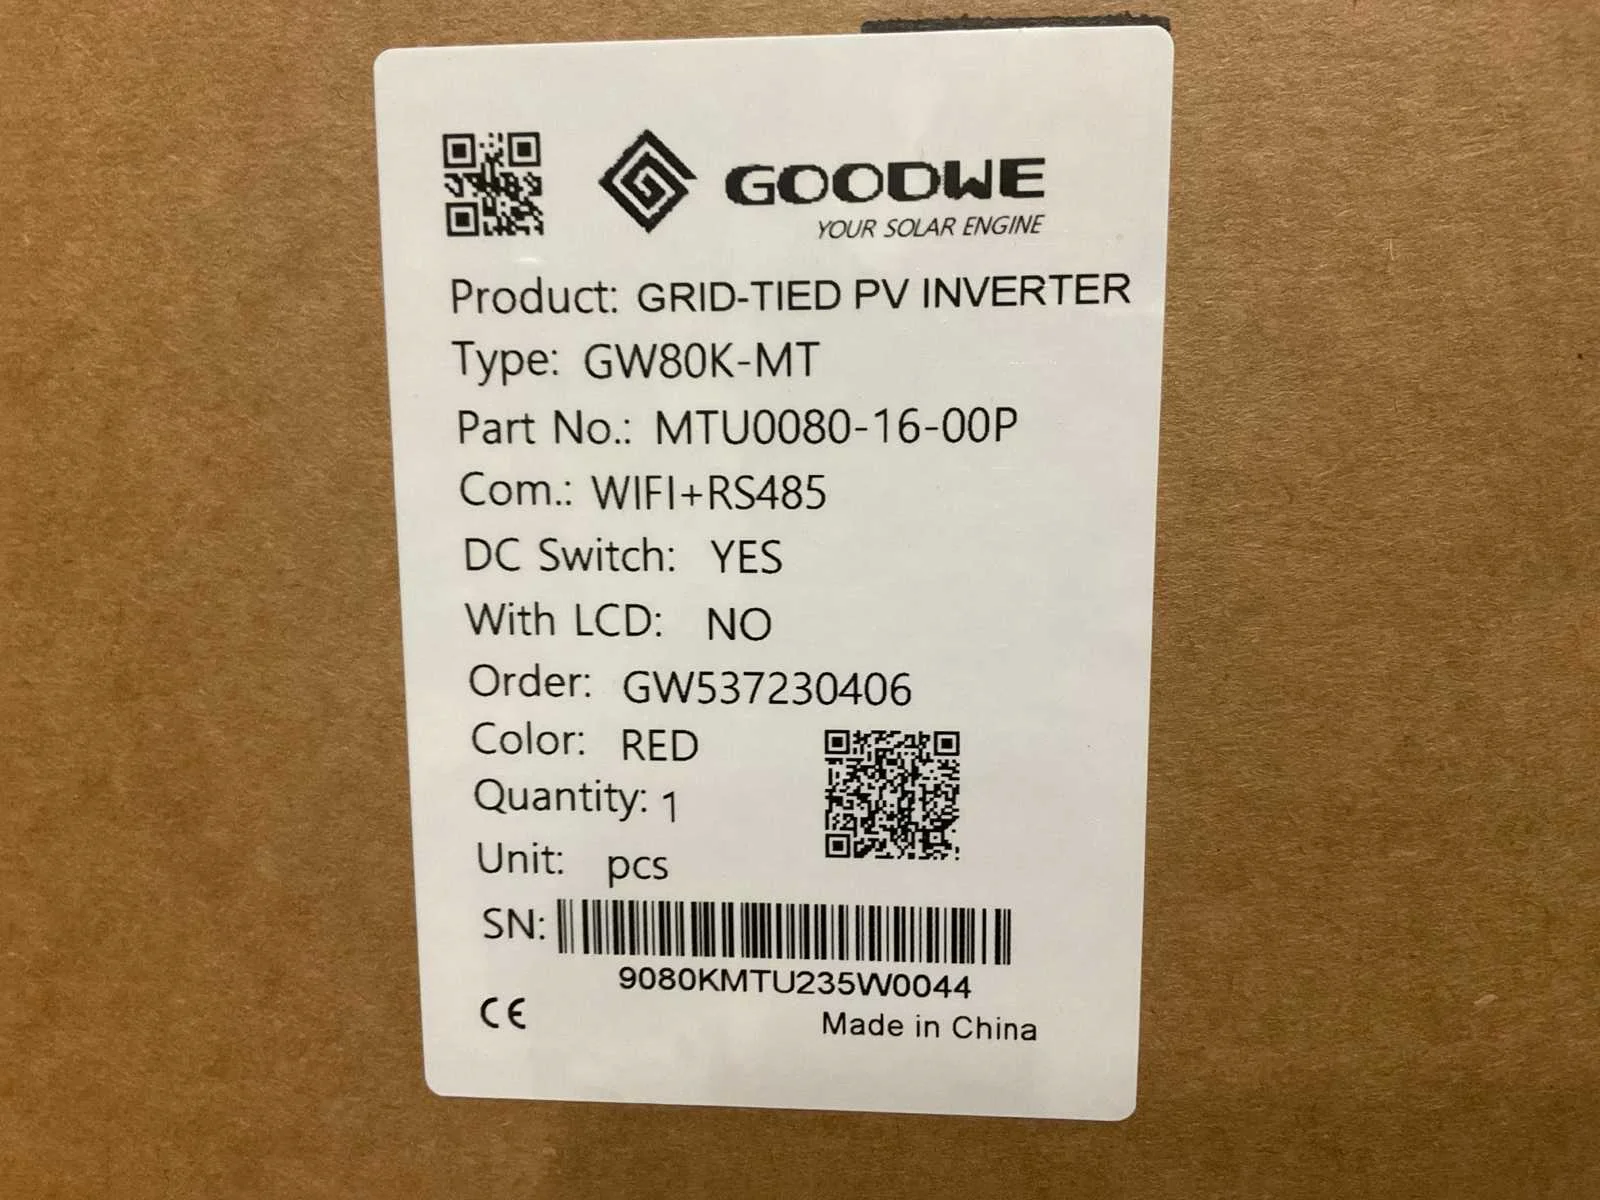 GOODWE
YOUR SOLAR ENGINE
Product: GRID-TIED PV INVERTER
Type: GW80K-MT
Part No.: MTU0080-16-00P
Com.: WIFI+RS485
DC Switch: YES
With LCD: NO
Order: GW537230406
Color: RED
Quantity: 1
Unit: pcs
SN:
9080KMTU235W0044
CE
Made in China